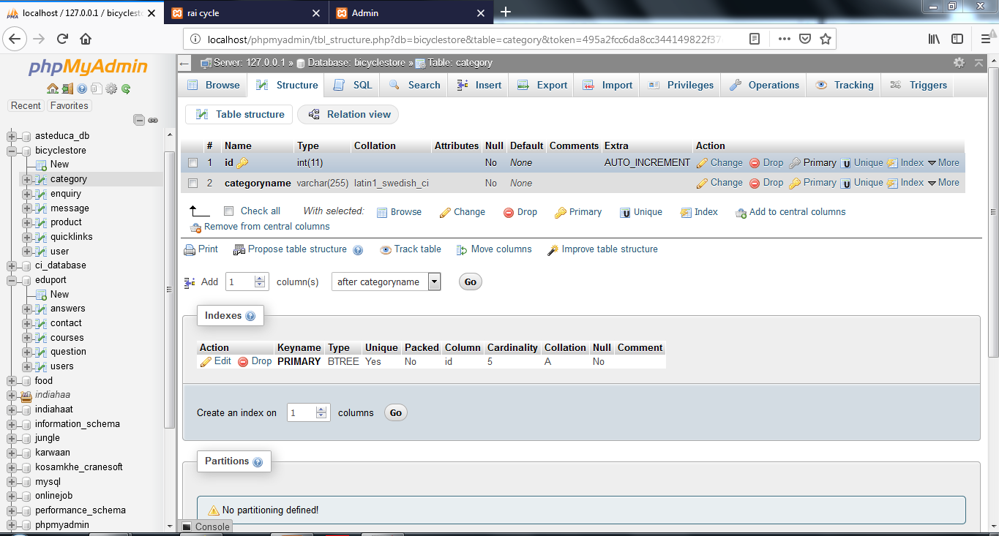 localhost / 127.0.0.1 / bicyclesto
rai cycle
Admin
localhost/phpmyadmin/tbl_structure.php?db=bicyclestore&table=category&token=495a2fcc6da8cc344149822f37
phpMyAdmin
Recent Favorites
asteduca_db
bicyclestore
New
category
enquiry
message
product
quicklinks
user
ci_database
eduport
New
answers
contact
courses
question
users
food
indiahaa
indiahaat
information_schema
jungle
karwaan
kosamkhe_cranesoft
mysql
onlinejob
performance_schema
phpmyadmin
Server: 127.0.0.1 » Database: bicyclestore » Table: category
Browse Structure SQL Search Insert Export Import Privileges Operations Tracking Triggers
Table structure Relation view
# Name Type Collation Attributes Null Default Comments Extra Action
1 id int(11) No None AUTO_INCREMENT Change Drop Primary Unique Index More
2 categoryname varchar(255) latin1_swedish_ci No None Change Drop Primary Unique Index More
Check all With selected: Browse Change Drop Primary Unique Index Add to central columns
Remove from central columns
Print Propose table structure Track table Move columns Improve table structure
Add 1 column(s) after categoryname Go
Indexes
Action Keyname Type Unique Packed Column Cardinality Collation Null Comment
Edit Drop PRIMARY BTREE Yes No id 5 A No
Create an index on 1 columns Go
Partitions
No partitioning defined!
Console